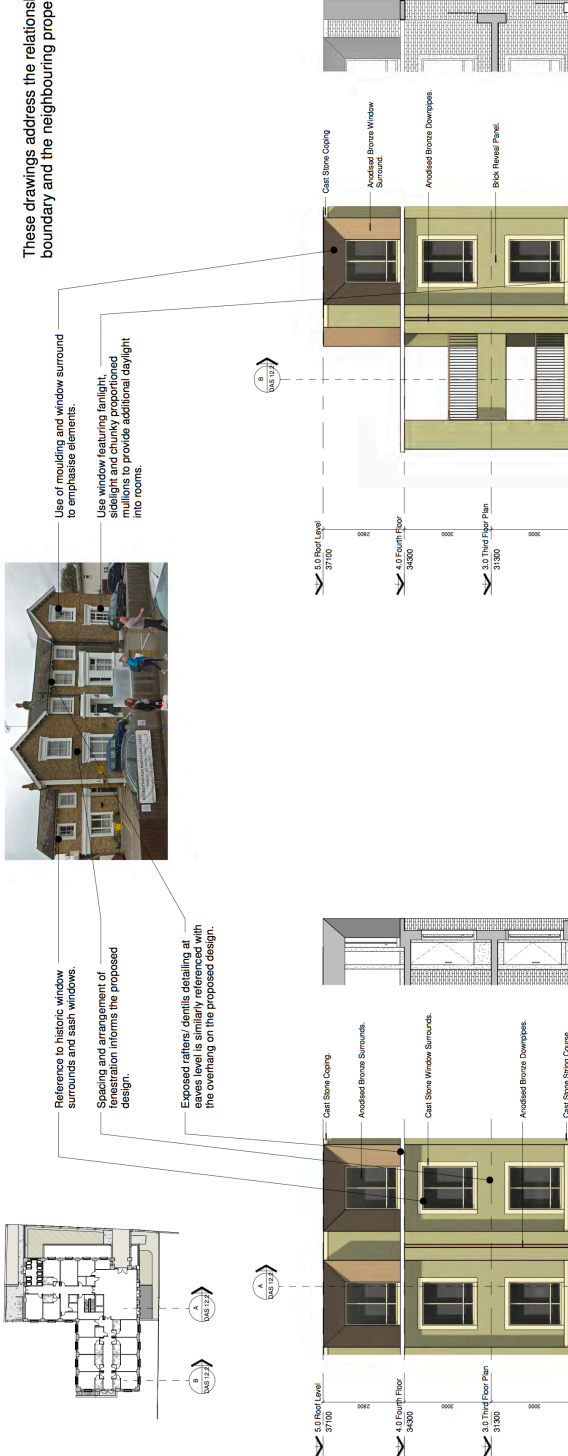 These drawings address the relationsh
boundary and the neighbouring prope
Reference to historic window
surrounds and sash windows.
Spacing and arrangement of
fenestration informs the proposed
design.
Exposed rafters/ dentils detailing at
eaves level is similarly referenced with
the overhang on the proposed design.
Use of moulding and window surround
to emphasise elements.
Use window featuring fanlight,
sidelight and chunky proportioned
mullions to provide additional daylight
into rooms.
B
DAS 12.2
A
DAS 12.2
A
DAS 12.2
5.0 Roof Level
37100
2800
4.0 Fourth Floor
34300
3000
3.0 Third Floor Plan
31300
3000
Cast Stone Coping.
Anodised Bronze Surrounds.
Cast Stone Window Surrounds.
Anodised Bronze Downpipes.
Cast Stone String Course
B
DAS 12.2
5.0 Roof Level
37100
2800
4.0 Fourth Floor
34300
3000
3.0 Third Floor Plan
31300
3000
Cast Stone Coping
Anodised Bronze Window
Surround.
Anodised Bronze Downpipes.
Brick Reveal Panel.